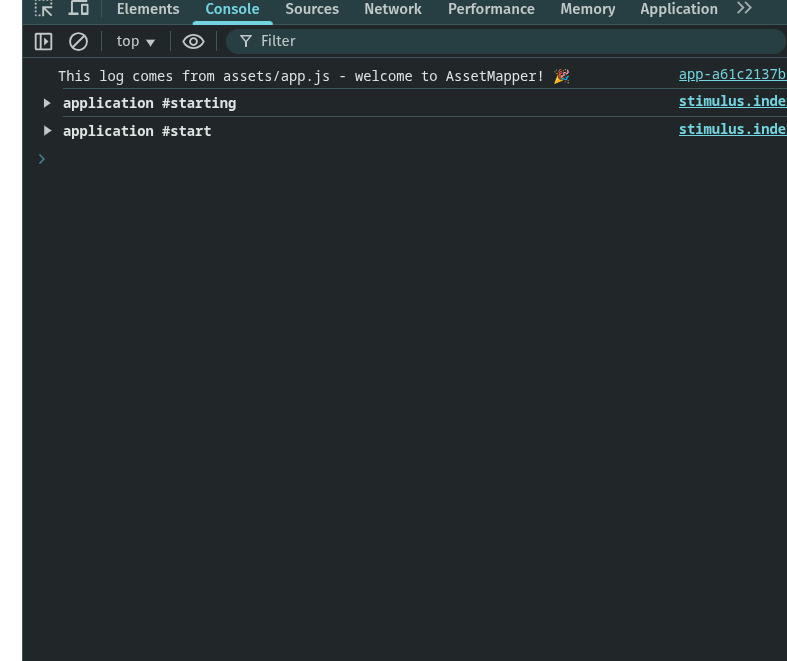 Elements Console Sources Network Performance Memory Application
top Filter
This log comes from assets/app.js - welcome to AssetMapper! 🎉 app-a61c2137b
application #starting stimulus.inde
application #start stimulus.inde